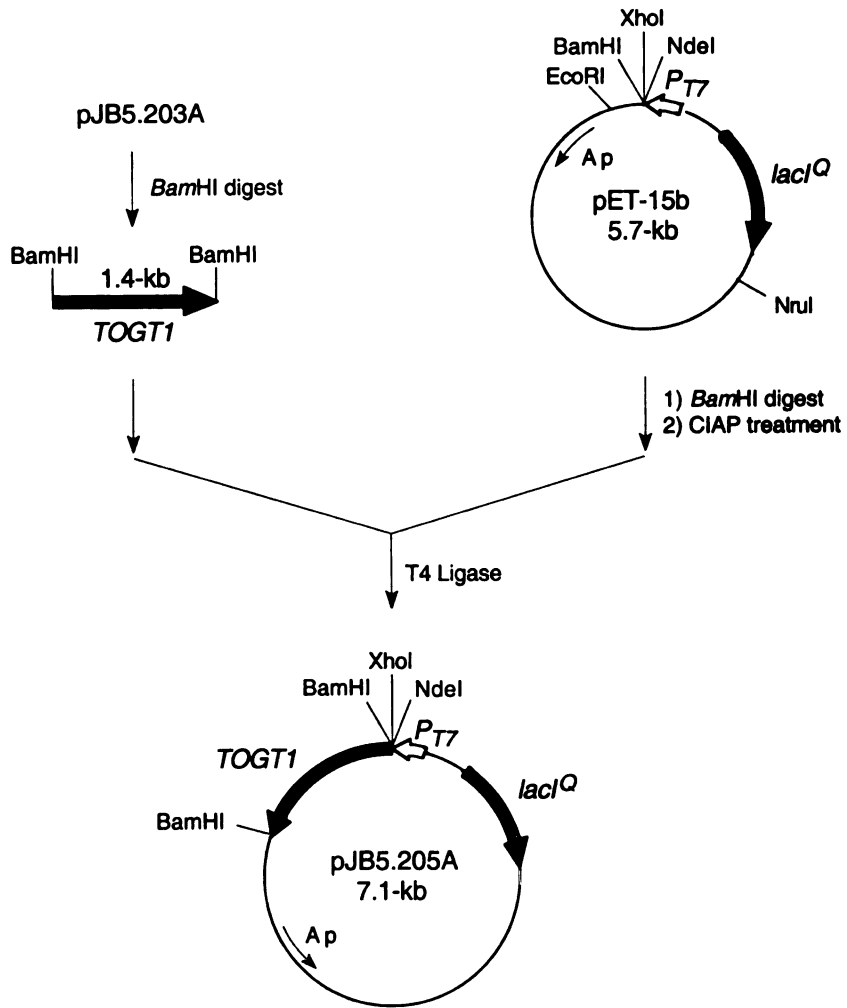 pJB5.203A
BamHI digest
BamHI
BamHI
1.4-kb
TOGT1
XhoI
BamHI
NdeI
EcoRI
PT7
Ap
lacIQ
pET-15b
5.7-kb
NruI
1) BamHI digest
2) CIAP treatment
T4 Ligase
XhoI
BamHI
NdeI
PT7
TOGT1
lacIQ
BamHI
pJB5.205A
7.1-kb
Ap